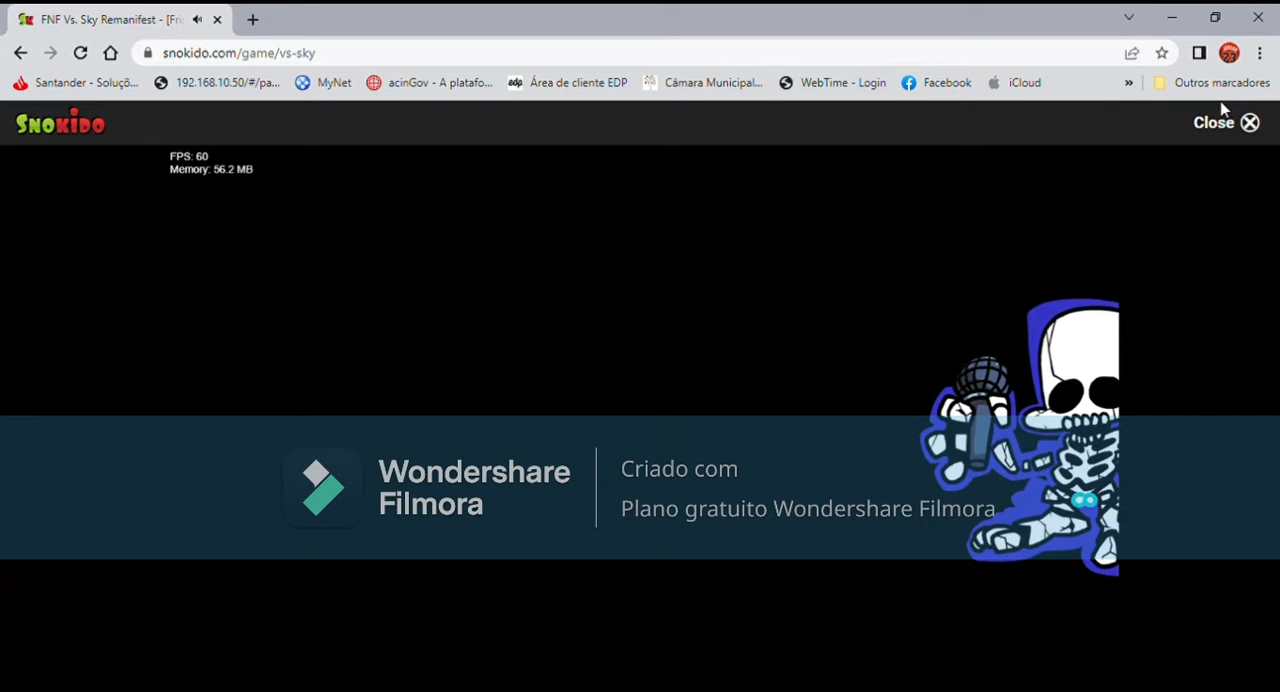 FNF Vs. Sky Remanifest - [Fri
snokido.com/game/vs-sky
Santander - Soluçõ...
192.168.10.50/#/pa...
MyNet
acinGov - A platafo...
edp
Área de cliente EDP
Câmara Municipal...
WebTime - Login
Facebook
iCloud
»
Outros marcadores
SNOKIDO
Close
FPS: 60
Memory: 56.2 MB
Wondershare
Filmora
Criado com
Plano gratuito Wondershare Filmora